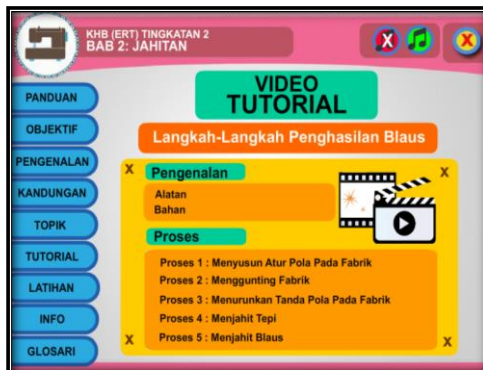 KHB (ERT) TINGKATAN 2
BAB 2: JAHITAN
X
X
VIDEO
TUTORIAL
Langkah-Langkah Penghasilan Blaus
PANDUAN
OBJEKTIF
PENGENALAN
KANDUNGAN
TOPIK
TUTORIAL
LATIHAN
INFO
GLOSARI
X
X
Pengenalan
Alatan
Bahan
Proses
Proses 1 : Menyusun Atur Pola Pada Fabrik
Proses 2 : Menggunting Fabrik
Proses 3 : Menurunkan Tanda Pola Pada Fabrik
Proses 4 : Menjahit Tepi
Proses 5 : Menjahit Blaus
X
X